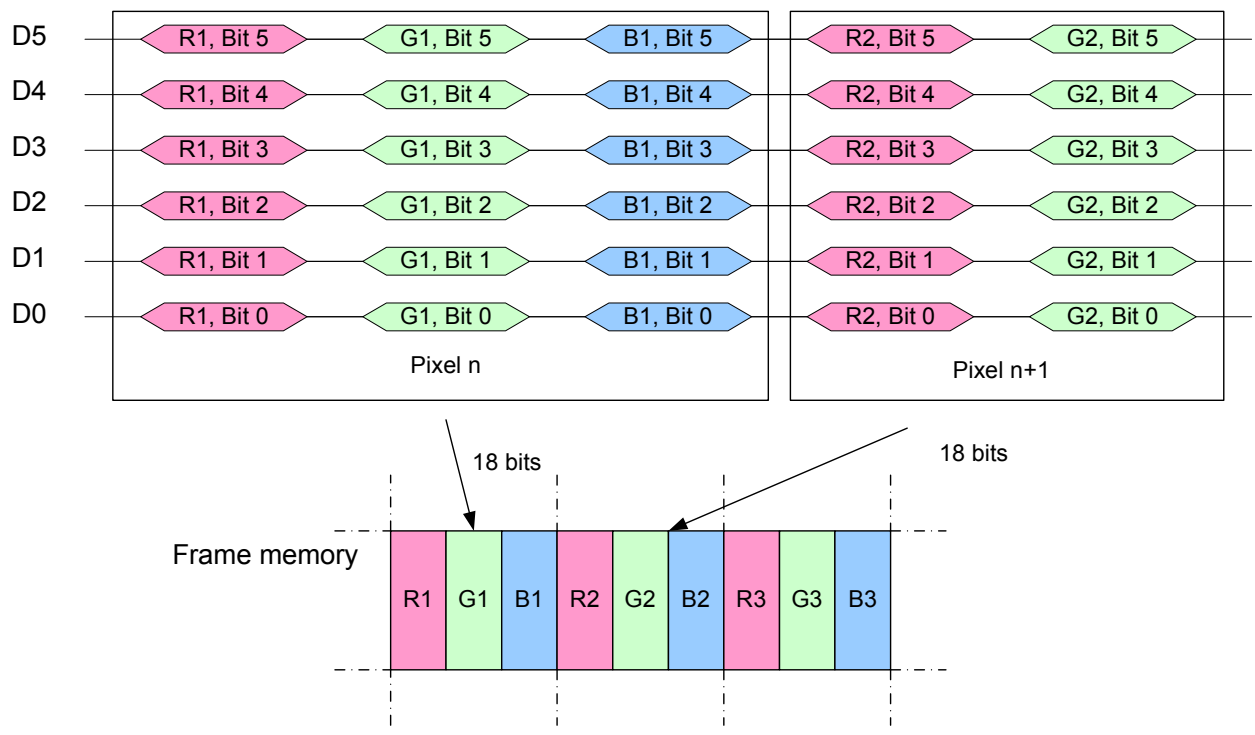 D5 R1, Bit 5 G1, Bit 5 B1, Bit 5 R2, Bit 5 G2, Bit 5
D4 R1, Bit 4 G1, Bit 4 B1, Bit 4 R2, Bit 4 G2, Bit 4
D3 R1, Bit 3 G1, Bit 3 B1, Bit 3 R2, Bit 3 G2, Bit 3
D2 R1, Bit 2 G1, Bit 2 B1, Bit 2 R2, Bit 2 G2, Bit 2
D1 R1, Bit 1 G1, Bit 1 B1, Bit 1 R2, Bit 1 G2, Bit 1
D0 R1, Bit 0 G1, Bit 0 B1, Bit 0 R2, Bit 0 G2, Bit 0
Pixel n Pixel n+1
18 bits 18 bits
Frame memory
R1 G1 B1 R2 G2 B2 R3 G3 B3